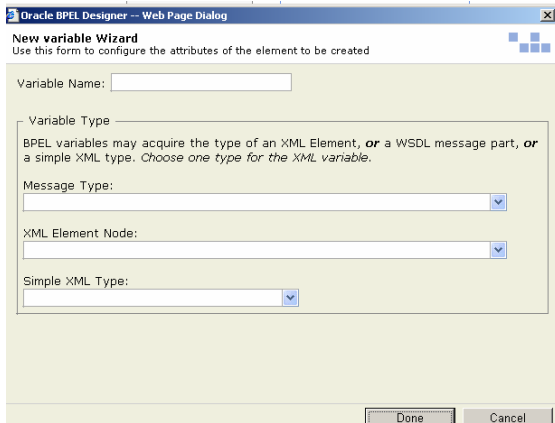 Oracle BPEL Designer -- Web Page Dialog
New variable Wizard
Use this form to configure the attributes of the element to be created
Variable Name:
Variable Type
BPEL variables may acquire the type of an XML Element, or a WSDL message part, or
a simple XML type. Choose one type for the XML variable.
Message Type:
XML Element Node:
Simple XML Type:
Done Cancel